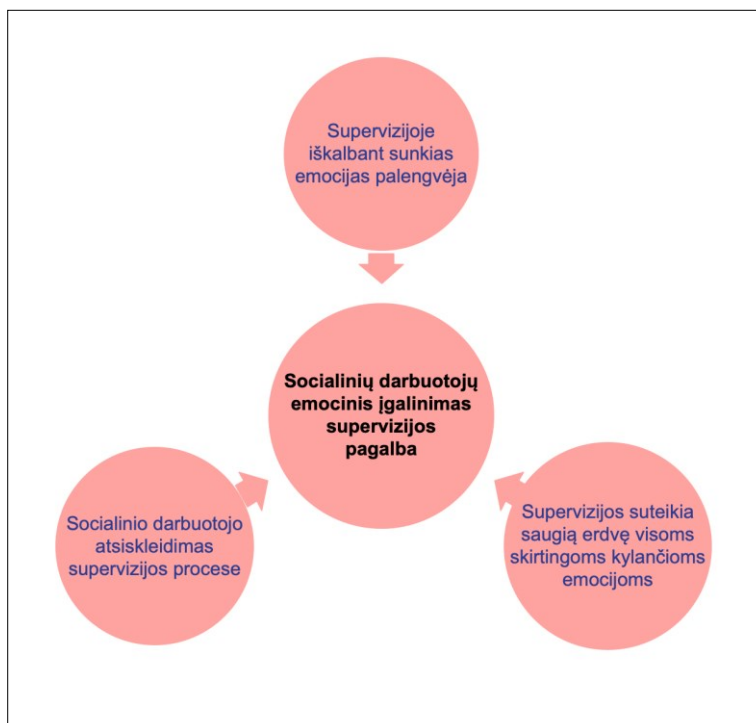 Supervizijoje
iškalbant sunkias
emocijas palengvėja
Socialinių darbuotojų
emocinis įgalinimas
supervizijos
pagalba
Socialinio darbuotojo
atsiskleidimas
supervizijos procese
Supervizijos suteikia
saugią erdvę visoms
skirtingoms kylančioms
emocijoms